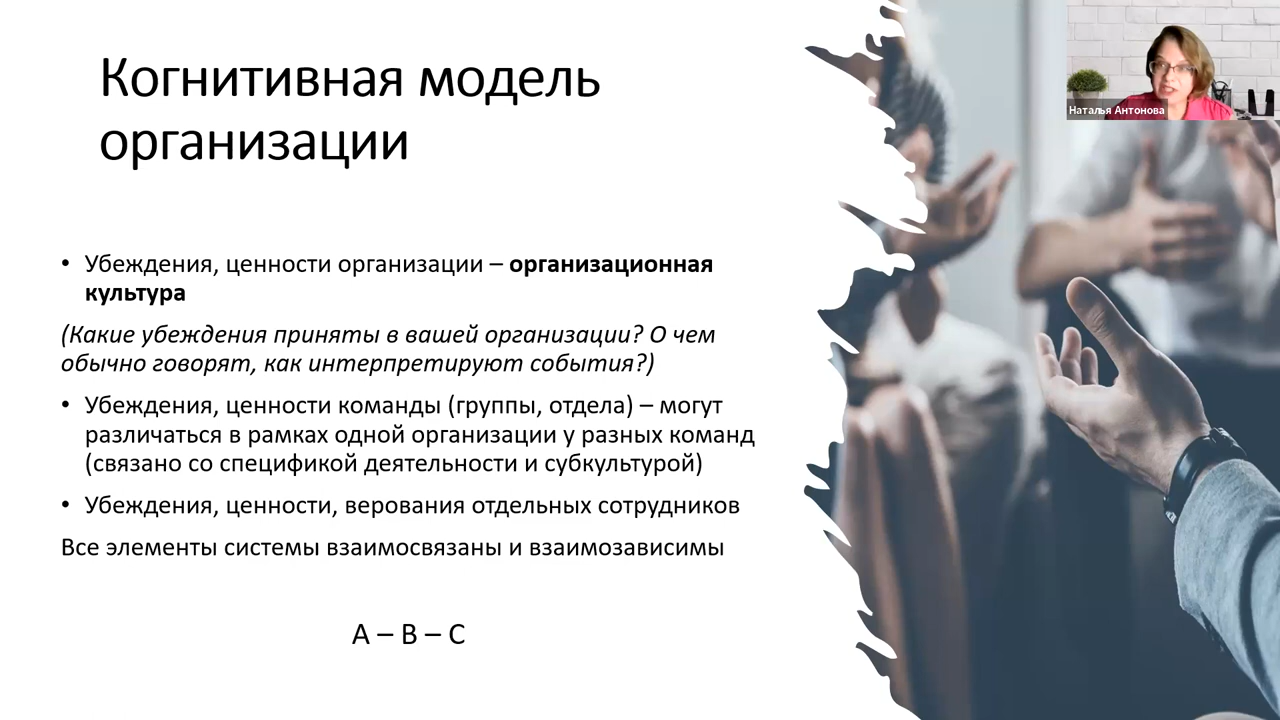 Когнитивная модель
организации
Наталья Антонова
• Убеждения, ценности организации – организационная
культура
(Какие убеждения приняты в вашей организации? О чем
обычно говорят, как интерпретируют события?)
• Убеждения, ценности команды (группы, отдела) – могут
различаться в рамках одной организации у разных команд
(связано со спецификой деятельности и субкультурой)
• Убеждения, ценности, верования отдельных сотрудников
Все элементы системы взаимосвязаны и взаимозависимы
А – В – С